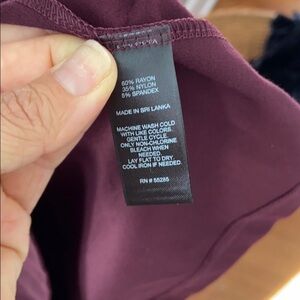 60% RAYON
35% NYLON
5% SPANDEX
MADE IN SRI LANKA
MACHINE WASH COLD
WITH LIKE COLORS.
GENTLE CYCLE.
ONLY NON-CHLORINE
BLEACH WHEN
NEEDED.
LAY FLAT TO DRY.
COOL IRON IF NEEDED.
RN # 55285